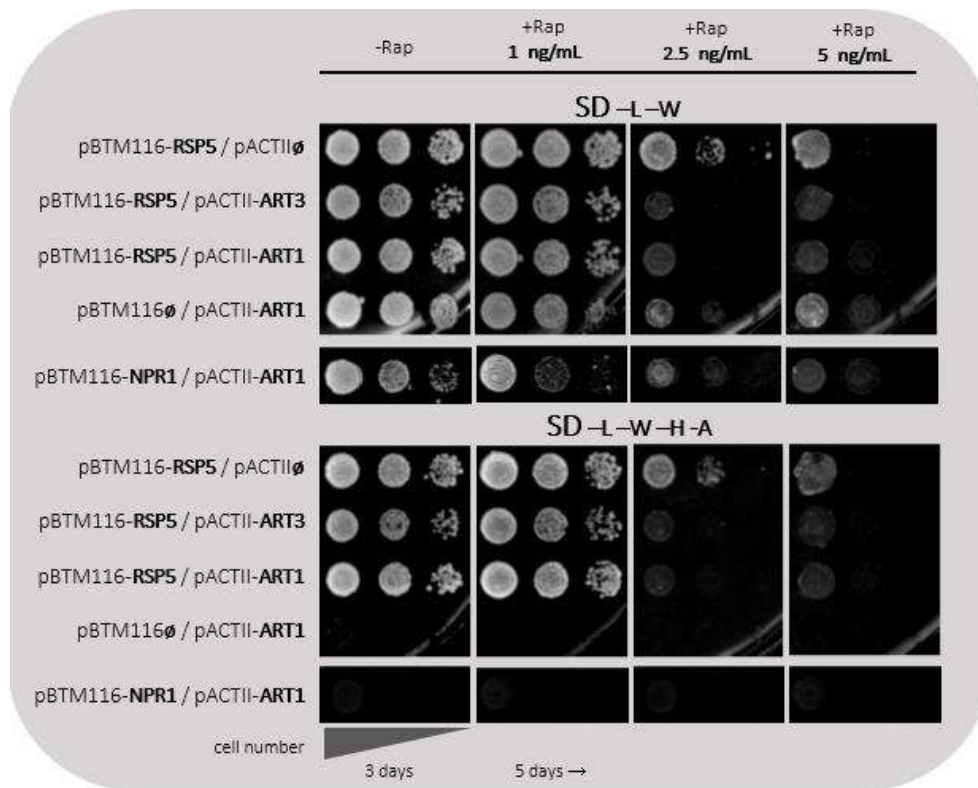 -Rap
+Rap
1 ng/mL
+Rap
2.5 ng/mL
+Rap
5 ng/mL
SD –L–W
pBTM116-RSP5 / pACTIIø
pBTM116-RSP5 / pACTII-ART3
pBTM116-RSP5 / pACTII-ART1
pBTM116ø / pACTII-ART1
pBTM116-NPR1 / pACTII-ART1
SD –L–W–H-A
pBTM116-RSP5 / pACTIIø
pBTM116-RSP5 / pACTII-ART3
pBTM116-RSP5 / pACTII-ART1
pBTM116ø / pACTII-ART1
pBTM116-NPR1 / pACTII-ART1
cell number
3 days
5 days →